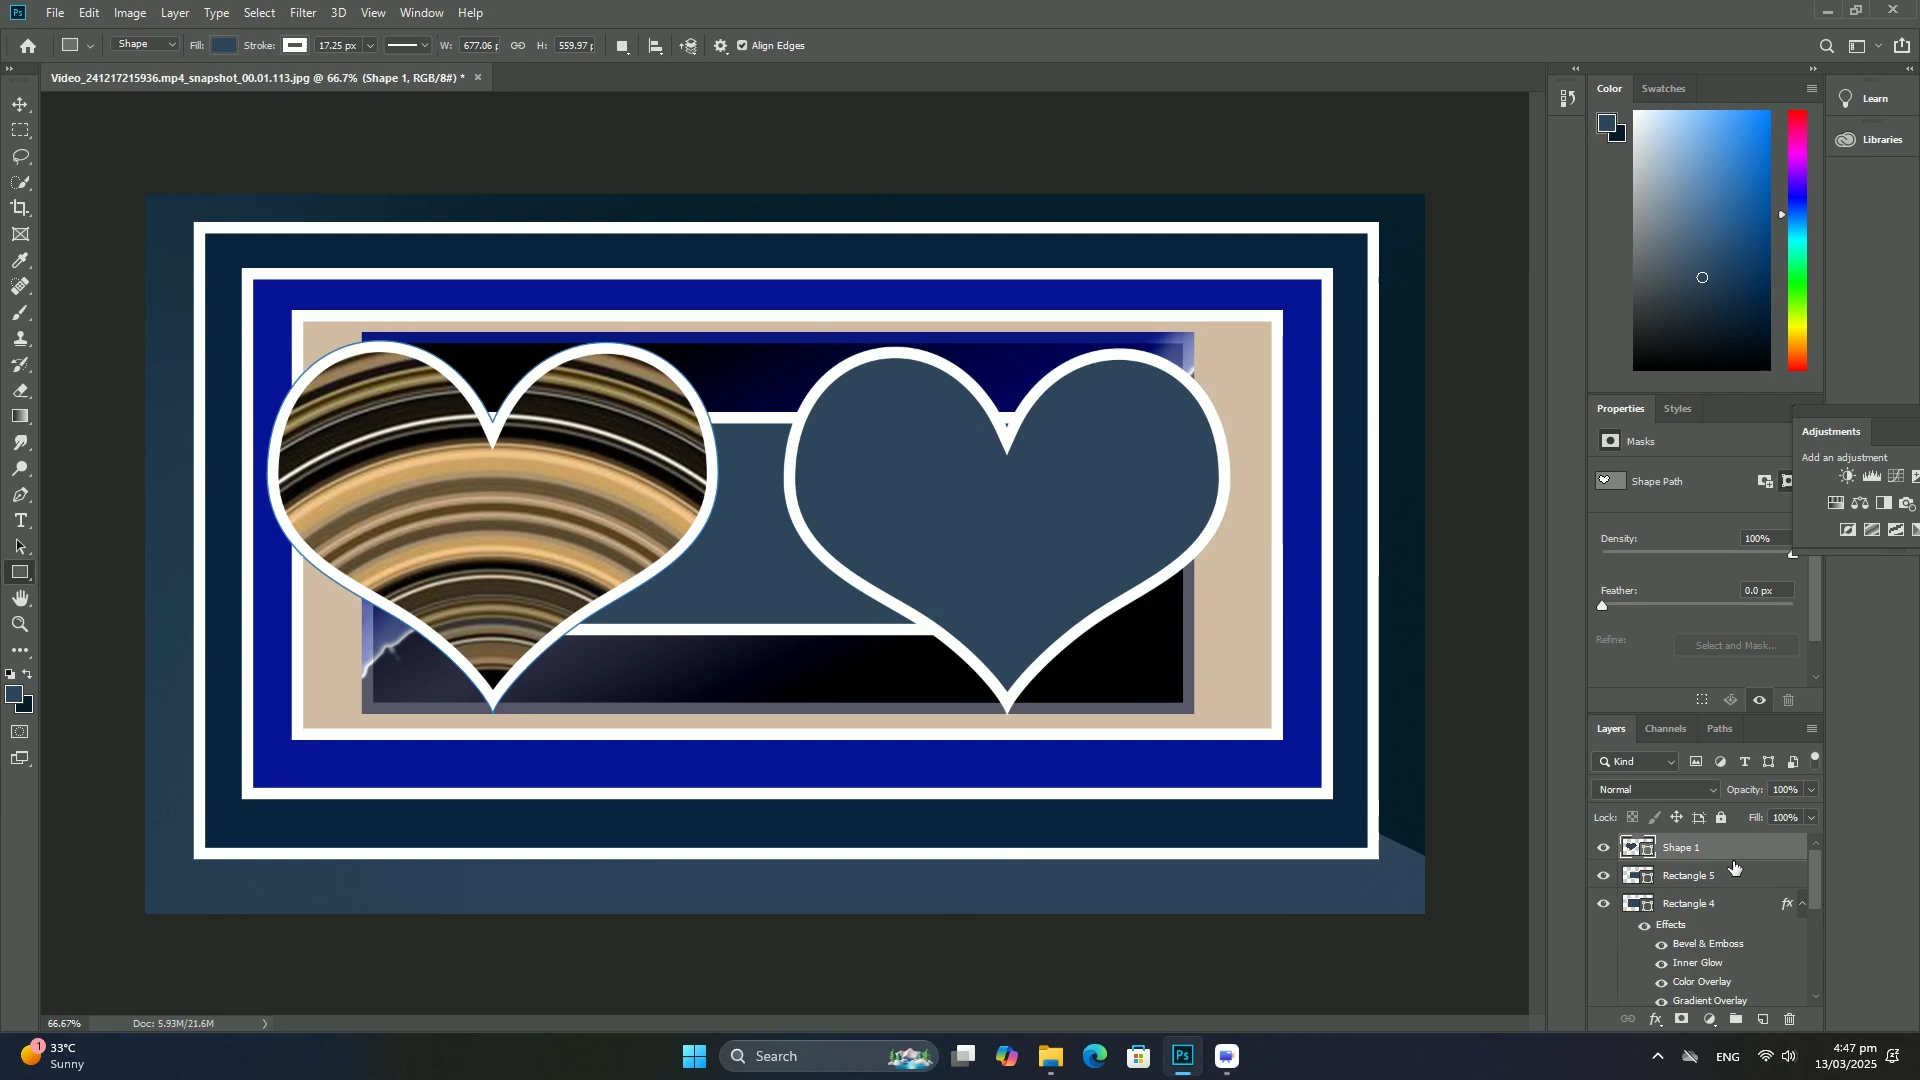 Ps File Edit Image Layer Type Select Filter 3D View Window Help
Shape Fill: Stroke: 17.25 px W: 677.06 H: 559.97 Align Edges
Video_241217215936.mp4_snapshot_00.01.113.jpg @ 66.7% (Shape 1, RGB/8#) *
Color Swatches
Learn
Libraries
Properties Styles
Masks
Shape Path
Density: 100%
Feather: 0.0 px
Refine: Select and Mask...
Adjustments
Add an adjustment
Layers Channels Paths
Kind
Normal Opacity: 100%
Lock: Fill: 100%
Shape 1
Rectangle 5
Rectangle 4 fx
Effects
Bevel & Emboss
Inner Glow
Color Overlay
Gradient Overlay
fx
66.67% Doc: 5.93M/21.6M
1
33°C
Sunny
Search
Ps
ENG
4:47 pm
13/03/2025